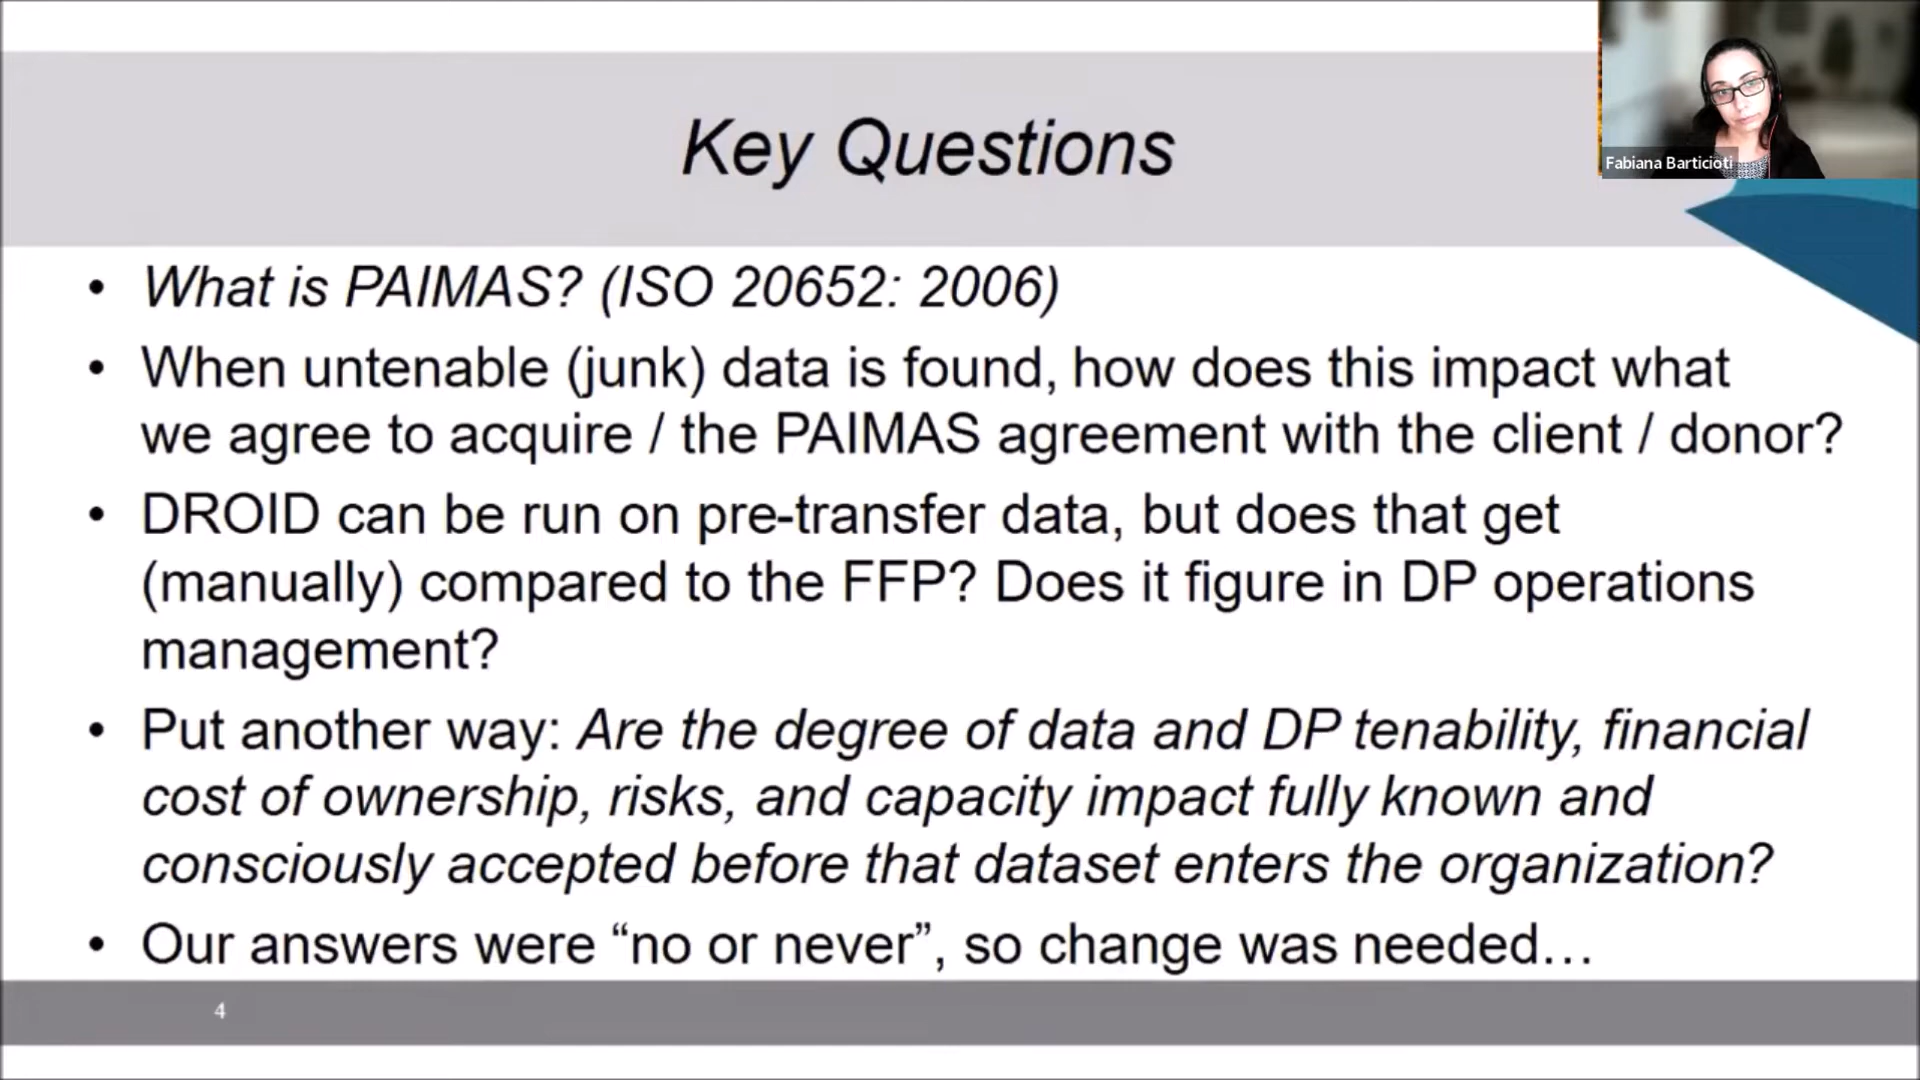 Key Questions
Fabiana Barticioti
• What is PAIMAS? (ISO 20652: 2006)
• When untenable (junk) data is found, how does this impact what
we agree to acquire / the PAIMAS agreement with the client / donor?
• DROID can be run on pre-transfer data, but does that get
(manually) compared to the FFP? Does it figure in DP operations
management?
• Put another way: Are the degree of data and DP tenability, financial
cost of ownership, risks, and capacity impact fully known and
consciously accepted before that dataset enters the organization?
• Our answers were “no or never”, so change was needed…
4